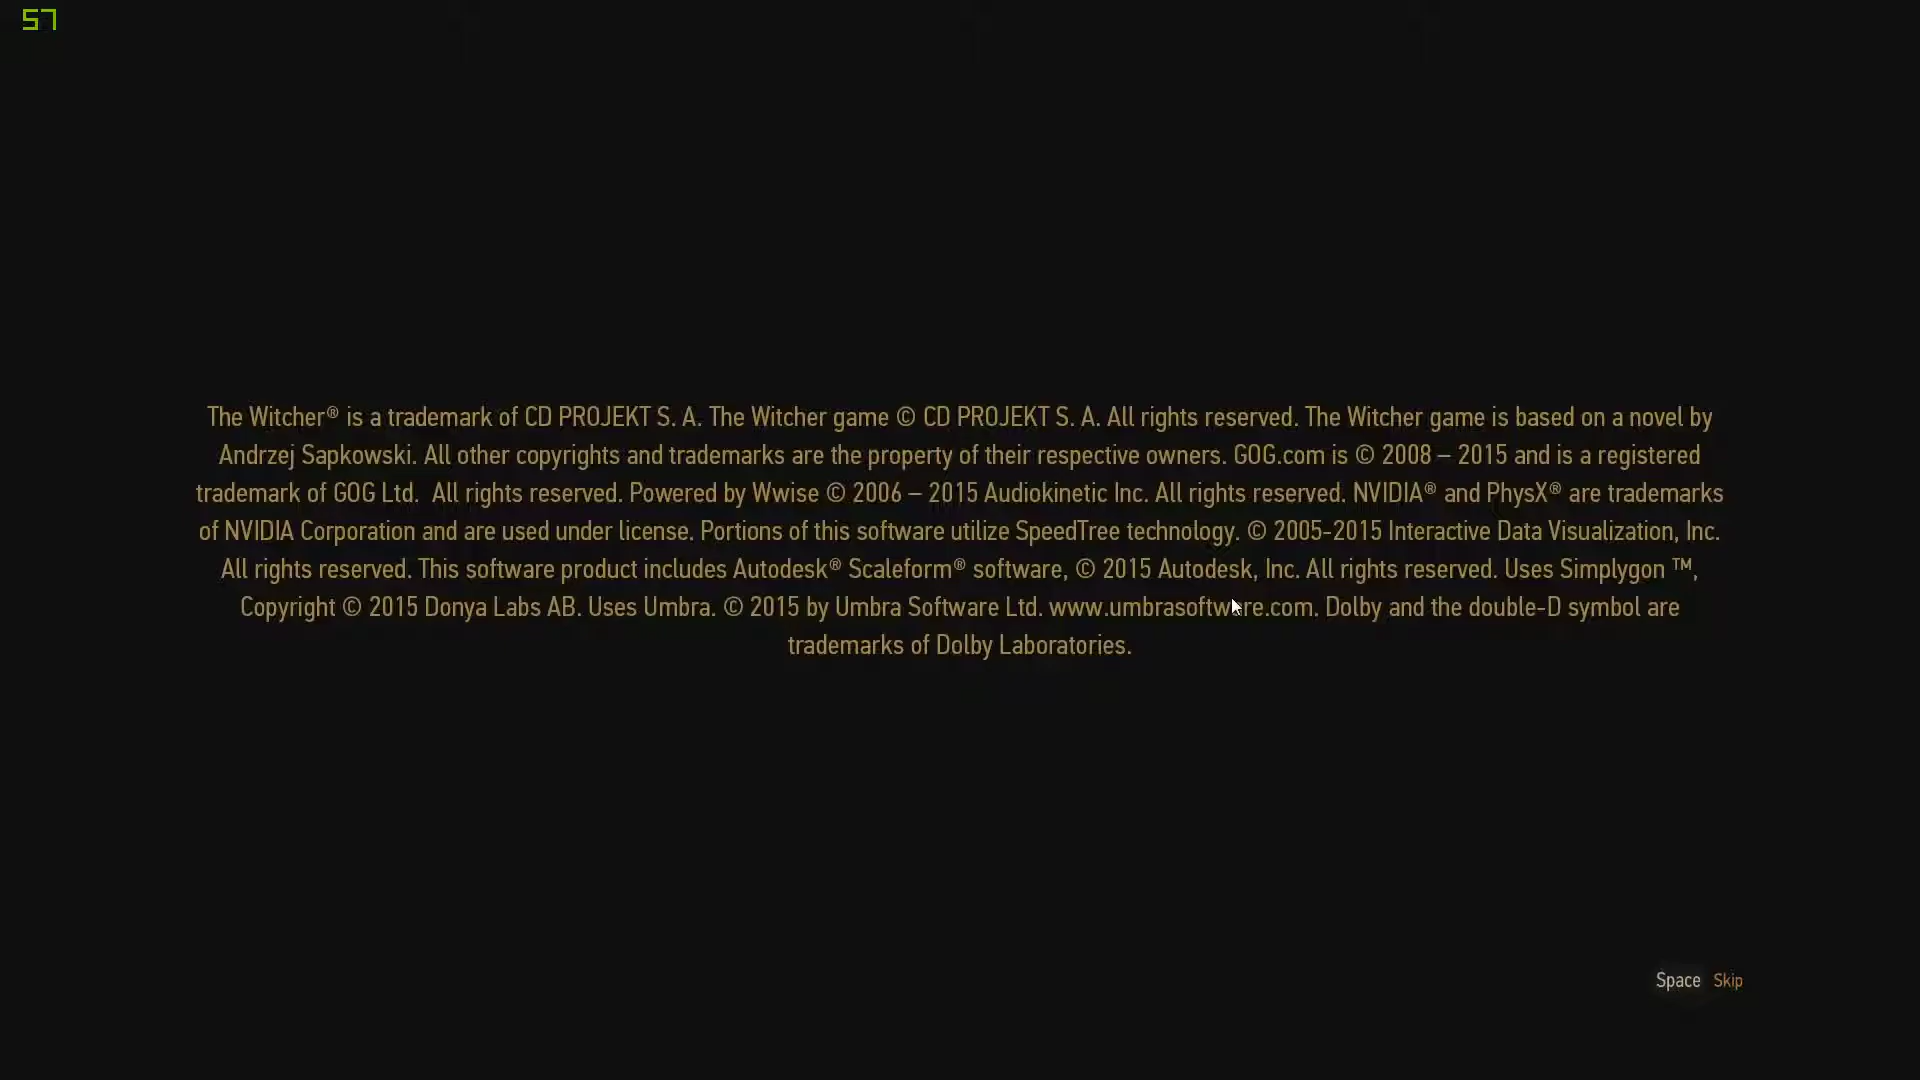 57
The Witcher® is a trademark of CD PROJEKT S. A. The Witcher game © CD PROJEKT S. A. All rights reserved. The Witcher game is based on a novel by
Andrzej Sapkowski. All other copyrights and trademarks are the property of their respective owners. GOG.com is © 2008 – 2015 and is a registered
trademark of GOG Ltd.  All rights reserved. Powered by Wwise © 2006 – 2015 Audiokinetic Inc. All rights reserved. NVIDIA® and PhysX® are trademarks
of NVIDIA Corporation and are used under license. Portions of this software utilize SpeedTree technology. © 2005-2015 Interactive Data Visualization, Inc.
All rights reserved. This software product includes Autodesk® Scaleform® software, © 2015 Autodesk, Inc. All rights reserved. Uses Simplygon ™,
Copyright © 2015 Donya Labs AB. Uses Umbra. © 2015 by Umbra Software Ltd. www.umbrasoftware.com. Dolby and the double-D symbol are
trademarks of Dolby Laboratories.
Space Skip